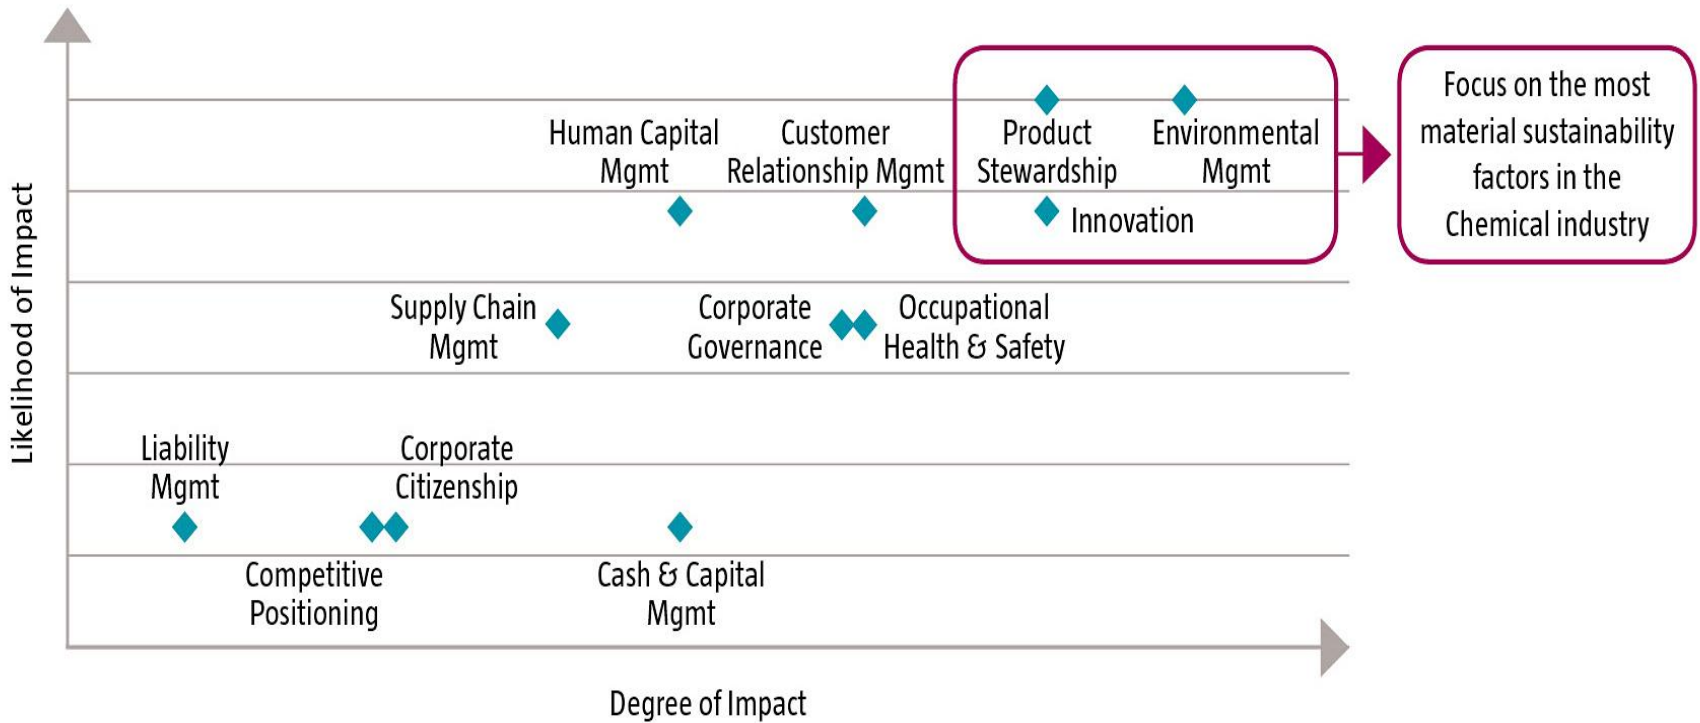 Likelihood of Impact
Human Capital
Mgmt
Customer
Relationship Mgmt
Product
Stewardship
Environmental
Mgmt
Innovation
Focus on the most
material sustainability
factors in the
Chemical industry
Supply Chain
Mgmt
Corporate
Governance
Occupational
Health & Safety
Liability
Mgmt
Corporate
Citizenship
Competitive
Positioning
Cash & Capital
Mgmt
Degree of Impact